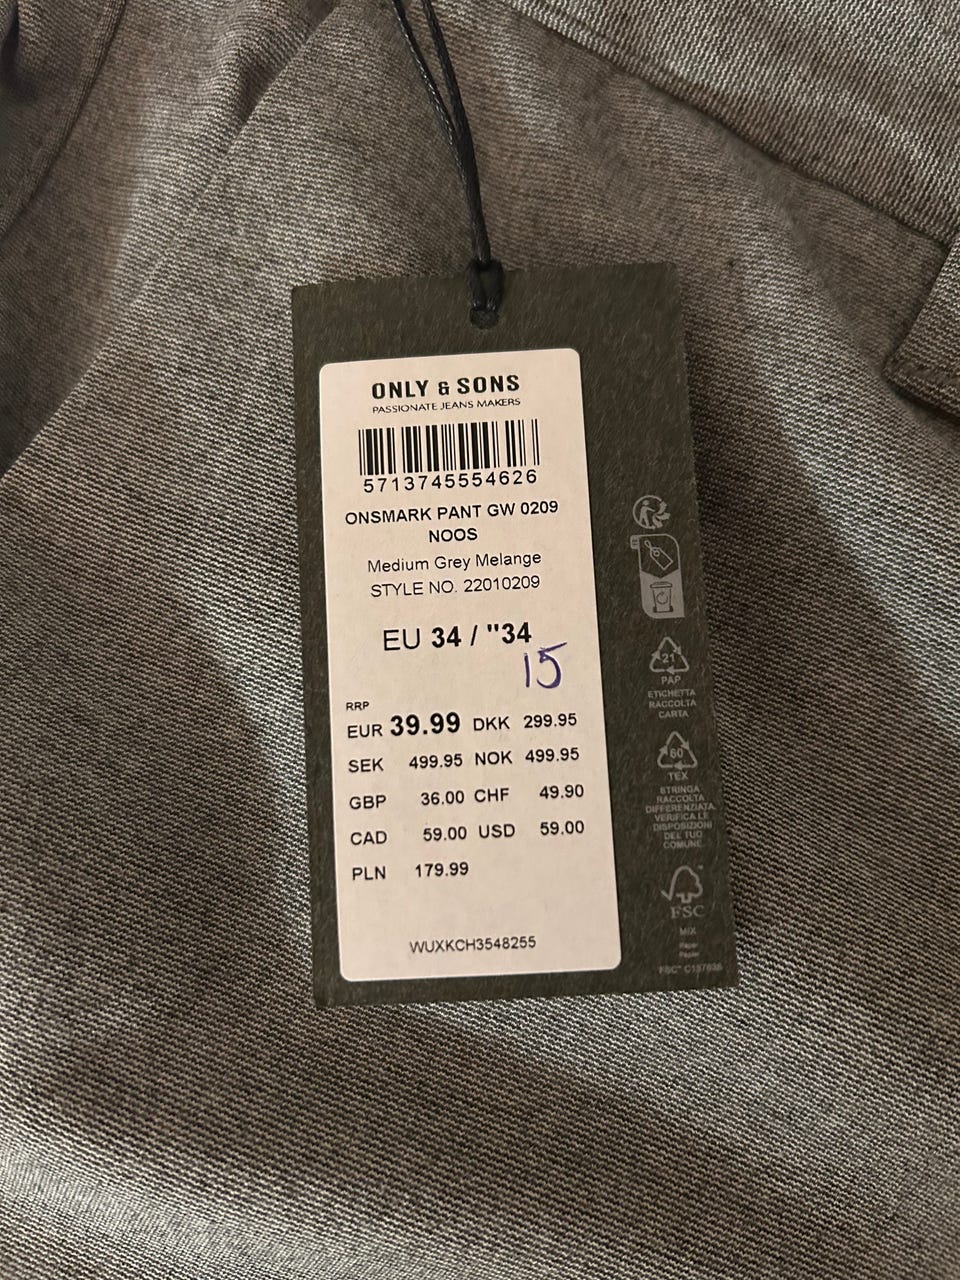 ONLY & SONS
PASSIONATE JEANS MAKERS
5713745554626
ONSMARK PANT GW 0209
NOOS
Medium Grey Melange
STYLE NO. 22010209
EU 34 / "34
15
RRP
EUR 39.99 DKK 299.95
SEK 499.95 NOK 499.95
GBP 36.00 CHF 49.90
CAD 59.00 USD 59.00
PLN 179.99
WUXKCH3548255
21
PAP
ETICHETTA
RACCOLTA
CARTA
60
TEX
STRINGA
RACCOLTA
DIFFERENZIATA.
VERIFICA LE
DISPOSIZIONI
DEL TUO
COMUNE.
FSC
MIX
Paper
Papier